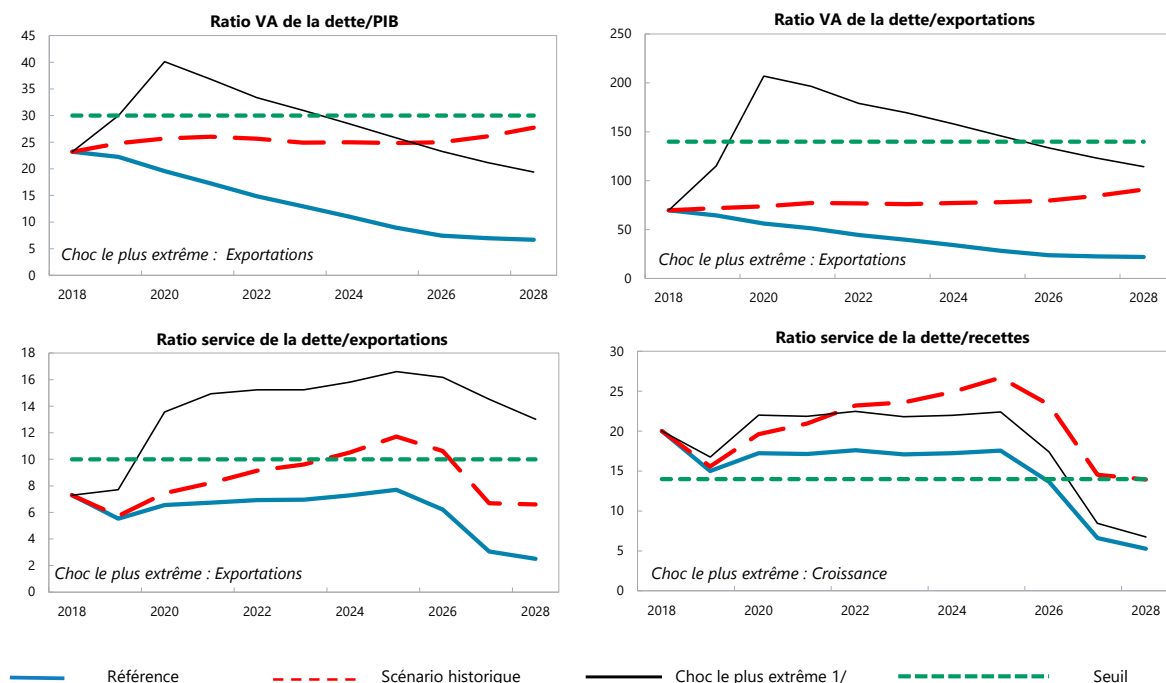 Ratio VA de la dette/PIB
45
40
35
30
25
20
15
10
5
0
Choc le plus extrême : Exportations
2018 2020 2022 2024 2026 2028
Ratio VA de la dette/exportations
250
200
150
100
50
0
Choc le plus extrême : Exportations
2018 2020 2022 2024 2026 2028
Ratio service de la dette/exportations
18
16
14
12
10
8
6
4
2
0
Choc le plus extrême : Exportations
2018 2020 2022 2024 2026 2028
Ratio service de la dette/recettes
30
25
20
15
10
5
0
Choc le plus extrême : Croissance
2018 2020 2022 2024 2026 2028
Référence Scénario historique Choc le plus extrême 1/ Seuil